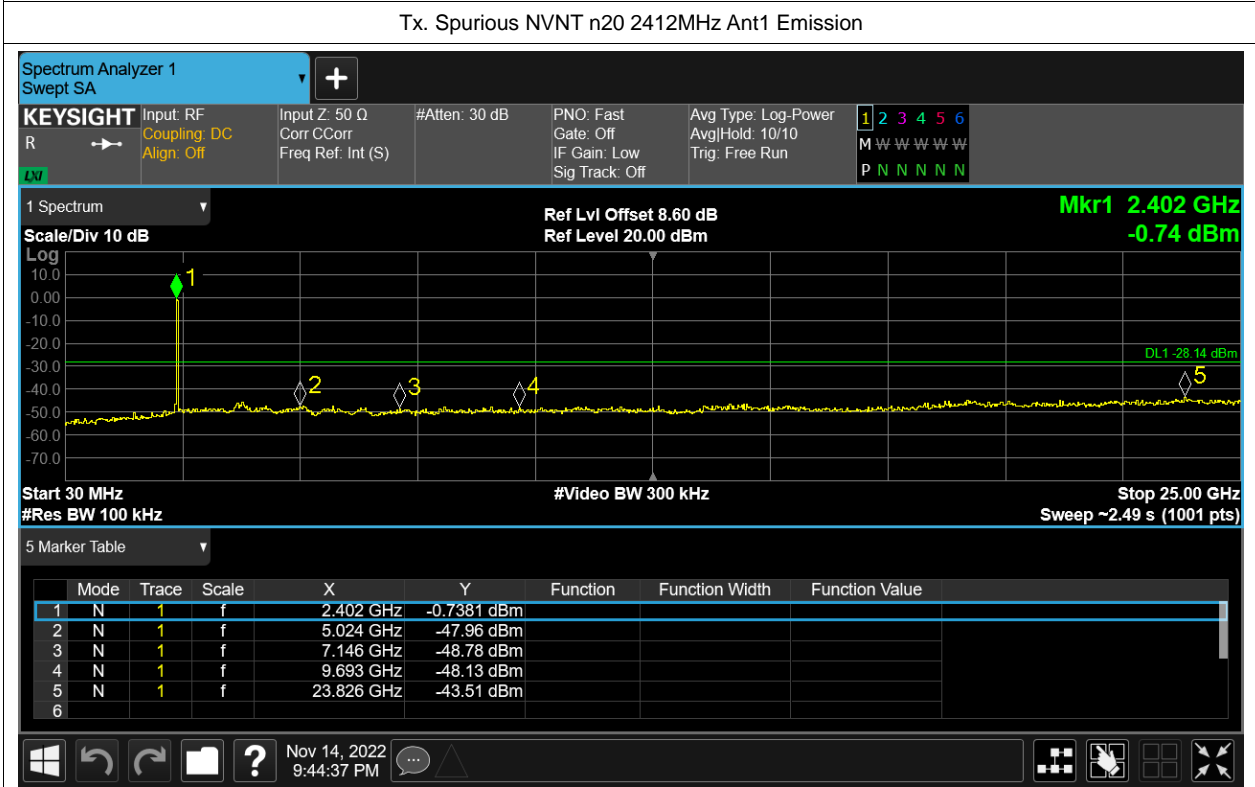 Tx. Spurious NVNT n20 2412MHz Ant1 Emission
Spectrum Analyzer 1
Swept SA
+
KEYSIGHT Input: RF Input Z: 50 Ω #Atten: 30 dB PNO: Fast Avg Type: Log-Power 1 2 3 4 5 6
R Coupling: DC Corr CCorr Gate: Off Avg|Hold: 10/10 M W W W W W
Align: Off Freq Ref: Int (S) IF Gain: Low Trig: Free Run P N N N N N
LXI Sig Track: Off
1 Spectrum Ref Lvl Offset 8.60 dB Mkr1 2.402 GHz
Scale/Div 10 dB Ref Level 20.00 dBm -0.74 dBm
Log
10.0 1
0.00
-10.0
-20.0
DL1 -28.14 dBm
-30.0
-40.0 2 3 4 5
-50.0
-60.0
-70.0
Start 30 MHz #Video BW 300 kHz Stop 25.00 GHz
#Res BW 100 kHz Sweep ~2.49 s (1001 pts)
5 Marker Table
Mode Trace Scale X Y Function Function Width Function Value
1 N 1 f 2.402 GHz -0.7381 dBm
2 N 1 f 5.024 GHz -47.96 dBm
3 N 1 f 7.146 GHz -48.78 dBm
4 N 1 f 9.693 GHz -48.13 dBm
5 N 1 f 23.826 GHz -43.51 dBm
6
? Nov 14, 2022
9:44:37 PM